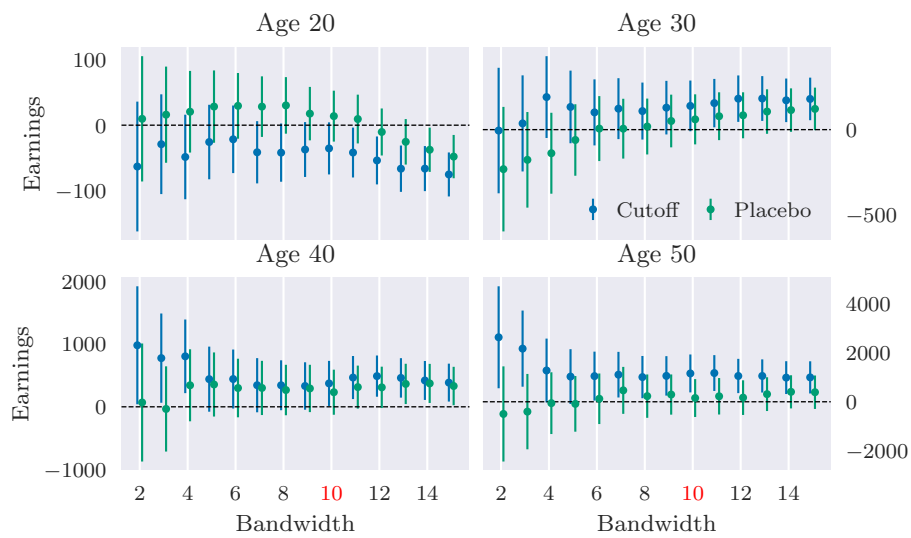 Age 20
Age 30
Earnings
100
0
−100
0
−500
Cutoff
Placebo
Age 40
Age 50
Earnings
2000
1000
0
−1000
4000
2000
0
−2000
2 4 6 8 10 12 14
2 4 6 8 10 12 14
Bandwidth
Bandwidth